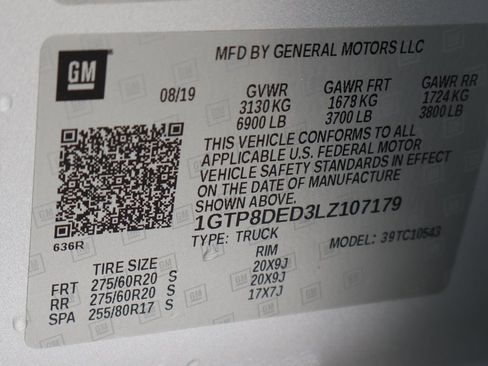 GM
MFD BY GENERAL MOTORS LLC
08/19 GVWR GAWR FRT GAWR RR
3130 KG 1678 KG 1724 KG
6900 LB 3700 LB 3800 LB
THIS VEHICLE CONFORMS TO ALL
APPLICABLE U.S. FEDERAL MOTOR
VEHICLE SAFETY STANDARDS IN EFFECT
ON THE DATE OF MANUFACTURE
SHOWN ABOVE.
1GTP8DED3LZ107179
636R
TYPE: TRUCK MODEL: 39TC10543
TIRE SIZE RIM
FRT 275/60R20 S 20X9J
RR 275/60R20 S 20X9J
SPA 255/80R17 S 17X7J